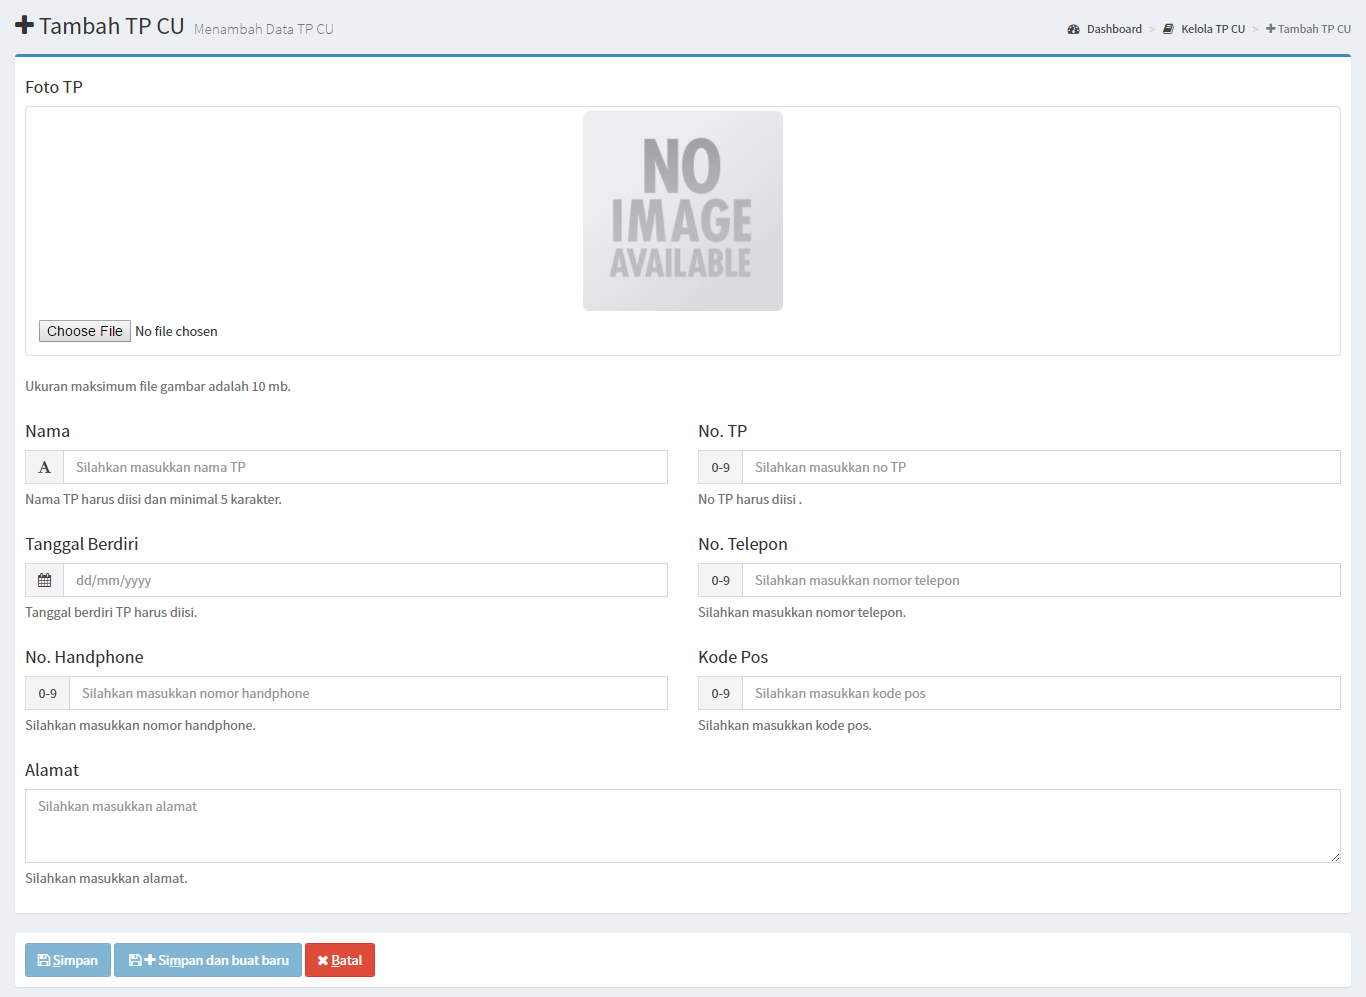 Tambah TP CU Menambah Data TP CU
Dashboard > Kelola TP CU > Tambah TP CU
Foto TP
NO
IMAGE
AVAILABLE
Choose File No file chosen
Ukuran maksimum file gambar adalah 10 mb.
Nama
A Silahkan masukkan nama TP
Nama TP harus diisi dan minimal 5 karakter.
No. TP
0-9 Silahkan masukkan no TP
No TP harus diisi .
Tanggal Berdiri
dd/mm/yyyy
Tanggal berdiri TP harus diisi.
No. Telepon
0-9 Silahkan masukkan nomor telepon
Silahkan masukkan nomor telepon.
No. Handphone
0-9 Silahkan masukkan nomor handphone
Silahkan masukkan nomor handphone.
Kode Pos
0-9 Silahkan masukkan kode pos
Silahkan masukkan kode pos.
Alamat
Silahkan masukkan alamat
Silahkan masukkan alamat.
Simpan Simpan dan buat baru Batal